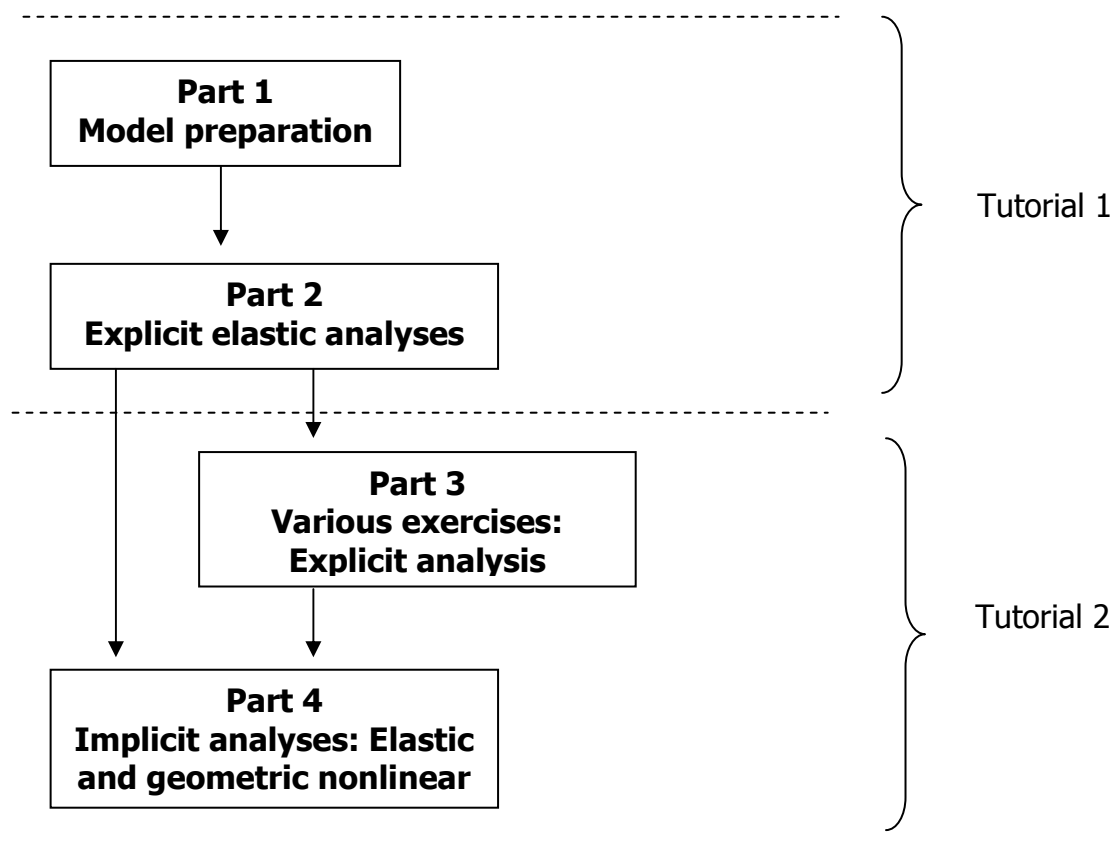 Part 1
Model preparation
Tutorial 1
Part 2
Explicit elastic analyses
Part 3
Various exercises:
Explicit analysis
Tutorial 2
Part 4
Implicit analyses: Elastic
and geometric nonlinear